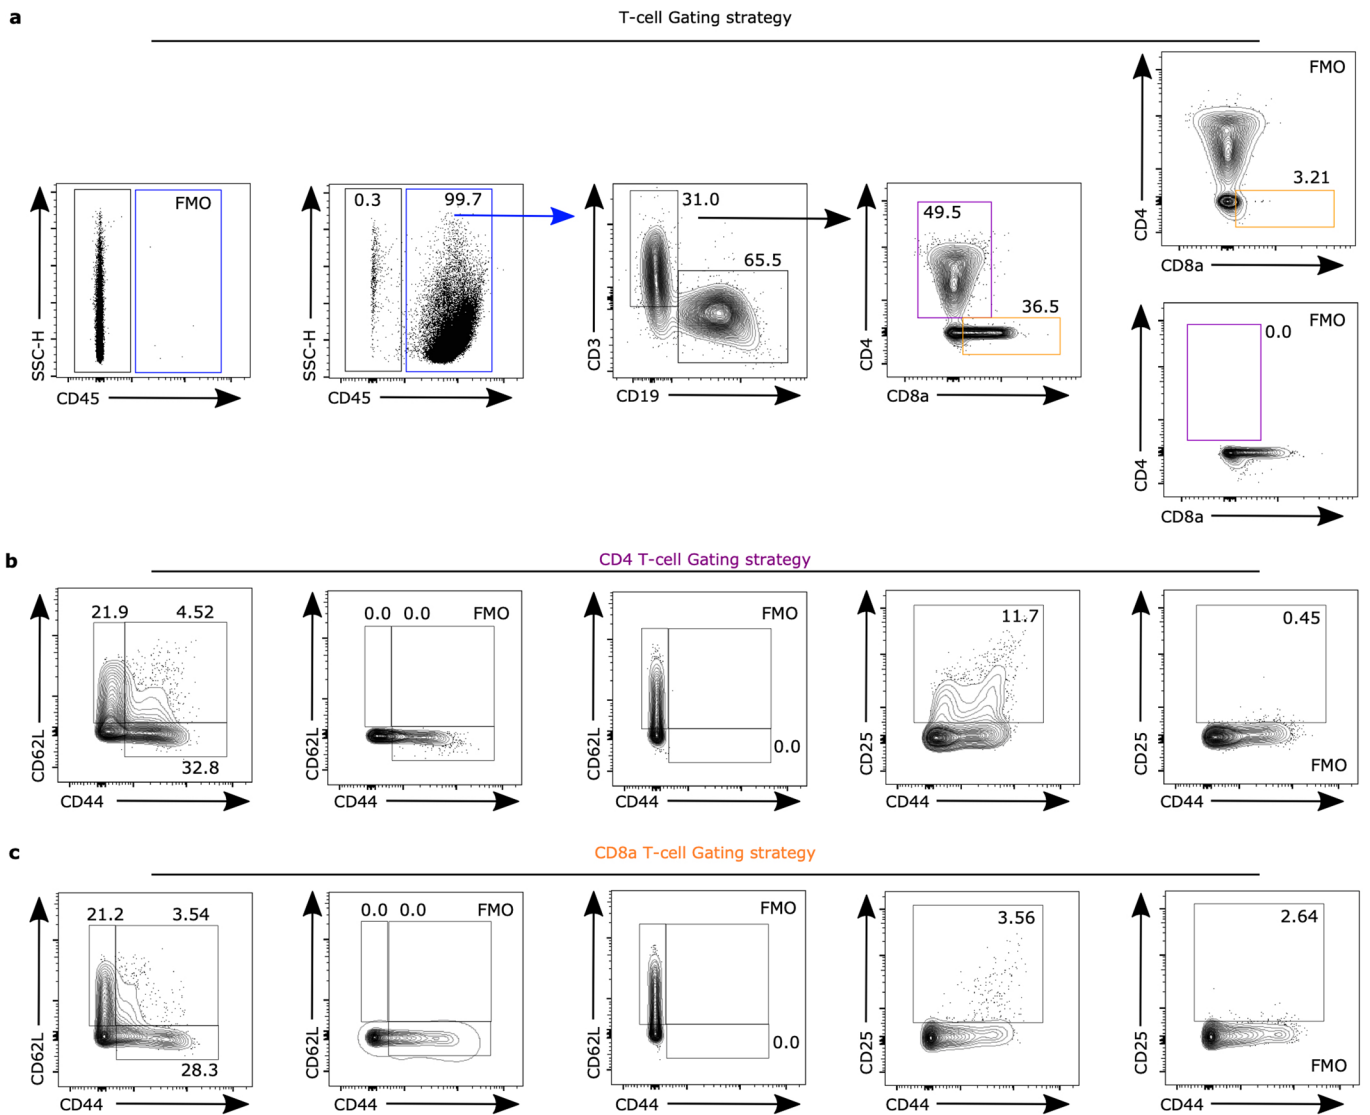 a
T-cell Gating strategy
FMO
3.21
CD4
CD8a
FMO
SSC-H
CD45
0.3
99.7
SSC-H
CD45
31.0
65.5
CD3
CD19
49.5
36.5
CD4
CD8a
0.0
FMO
CD4
CD8a
b
CD4 T-cell Gating strategy
21.9
4.52
32.8
CD62L
CD44
0.0 0.0
FMO
CD62L
CD44
FMO
0.0
CD62L
CD44
11.7
CD25
CD44
0.45
FMO
CD25
CD44
c
CD8a T-cell Gating strategy
21.2
3.54
28.3
CD62L
CD44
0.0 0.0
FMO
CD62L
CD44
FMO
0.0
CD62L
CD44
3.56
CD25
CD44
2.64
FMO
CD25
CD44